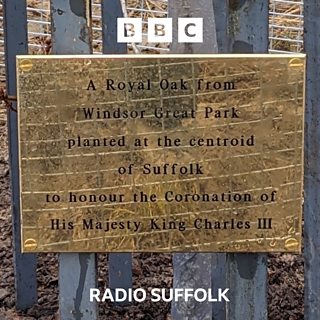 BBC
A Royal Oak from
Windsor Great Park
planted at the centroid
of Suffolk
to honour the Coronation of
His Majesty King Charles III
RADIO SUFFOLK